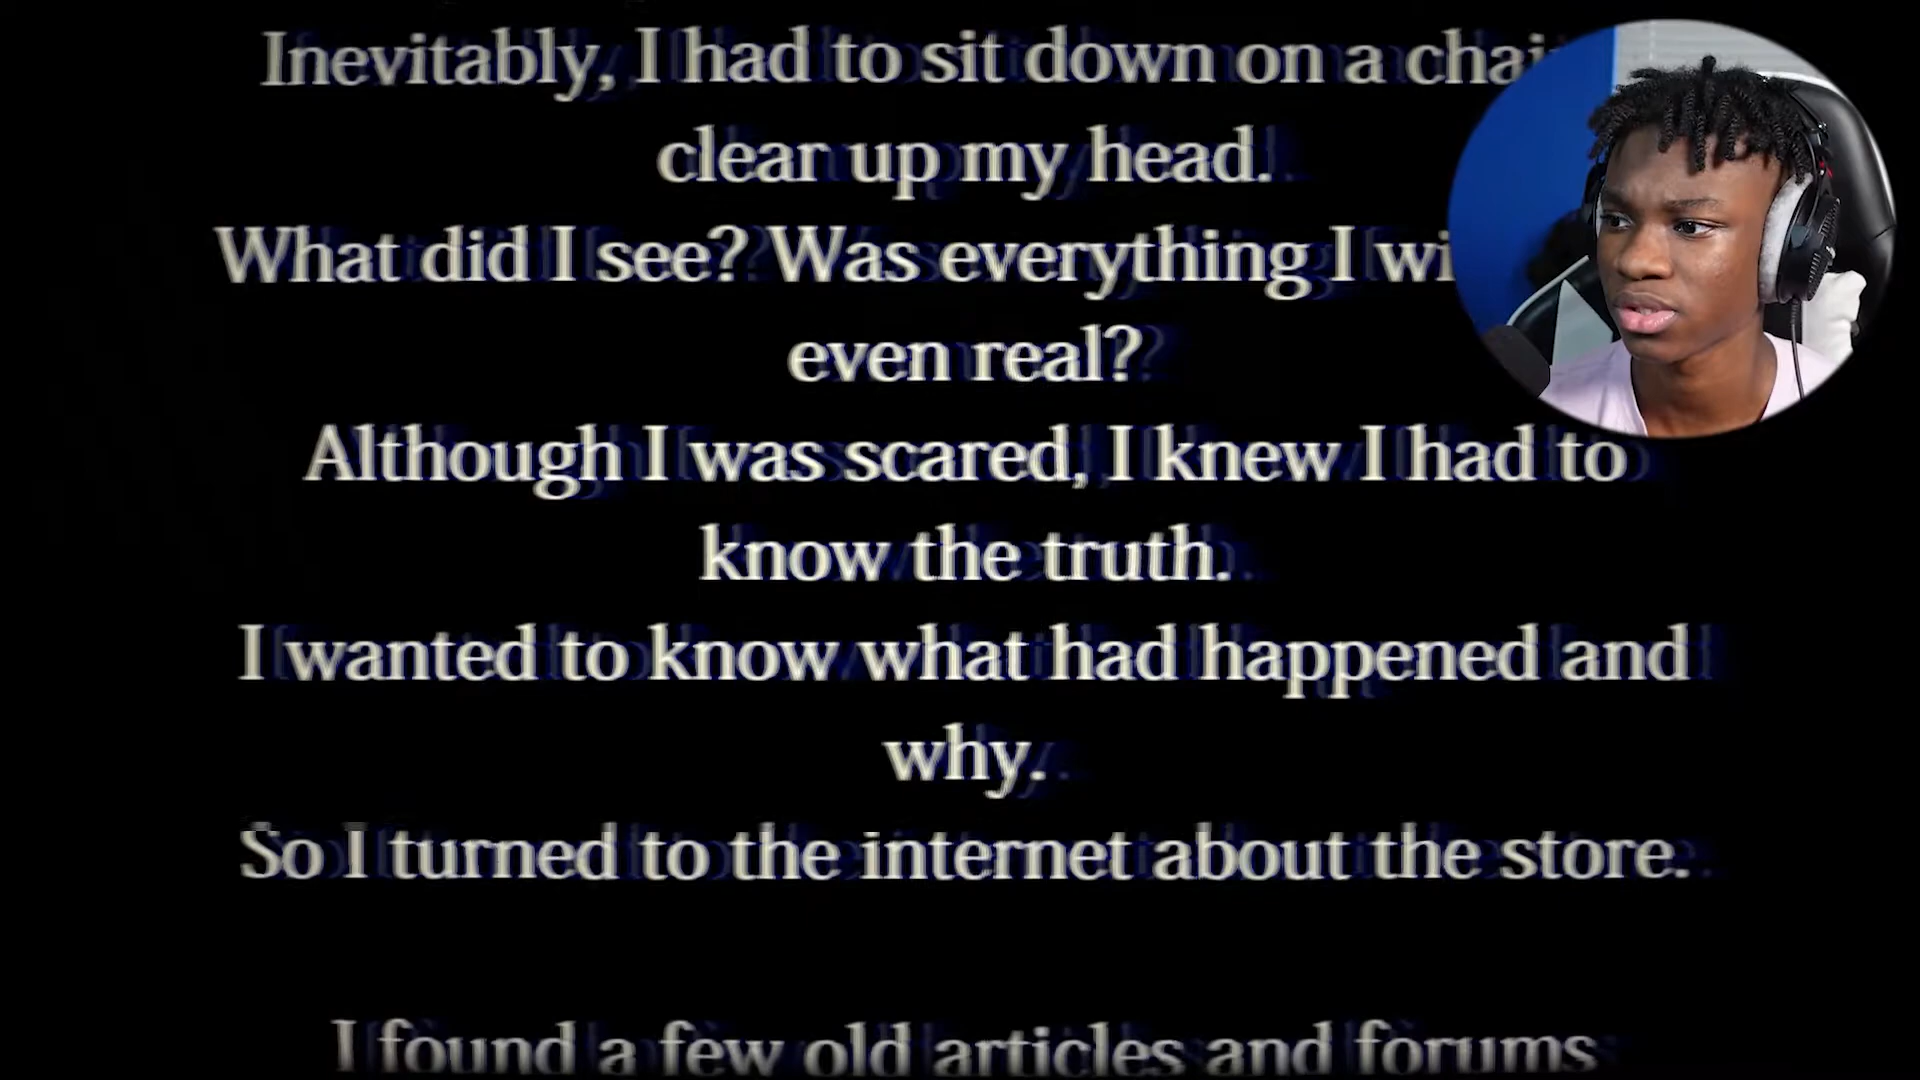 Inevitably, I had to sit down on a
clear up my head.
What did I see? Was everything I
even real?
Although I was scared, I knew I had to
know the truth.
I wanted to know what had happened and
why.
So I turned to the internet about the store.
I found a few old articles and forums